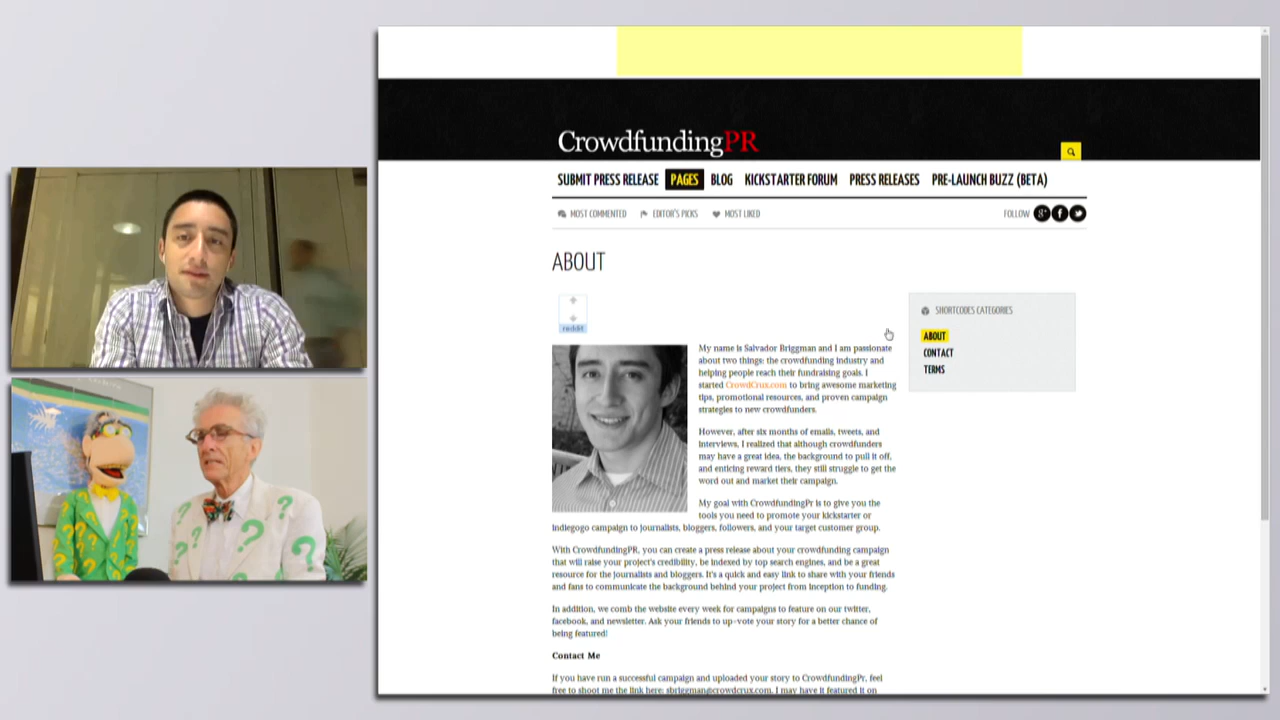 CrowdfundingPR
SUBMIT PRESS RELEASE PAGES BLOG KICKSTARTER FORUM PRESS RELEASES PRE-LAUNCH BUZZ (BETA)
MOST COMMENTED EDITOR'S PICKS MOST LIKED FOLLOW
ABOUT
reddit
SHORTCODES CATEGORIES
ABOUT
CONTACT
TERMS
My name is Salvador Briggman and I am passionate
about two things: the crowdfunding industry and
helping people reach their fundraising goals. I
started CrowdCrux.com to bring awesome marketing
tips, promotional resources, and proven campaign
strategies to new crowdfunders.
However, after six months of emails, tweets, and
interviews, I realized that although crowdfunders
may have a great idea, the background to pull it off,
and enticing reward tiers, they still struggle to get the
word out and market their campaign.
My goal with CrowdfundingPr is to give you the
tools you need to promote your kickstarter or
indiegogo campaign to journalists, bloggers, followers, and your target customer group.
With CrowdfundingPR, you can create a press release about your crowdfunding campaign
that will raise your project's credibility, be indexed by top search engines, and be a great
resource for the journalists and bloggers. It's a quick and easy link to share with your friends
and fans to communicate the background behind your project from inception to funding.
In addition, we comb the website every week for campaigns to feature on our twitter,
facebook, and newsletter. Ask your friends to up-vote your story for a better chance of
being featured!
Contact Me
If you have run a successful campaign and uploaded your story to CrowdfundingPr, feel
free to shoot me the link here: sbriggman@crowdcrux.com. I may have it featured it on